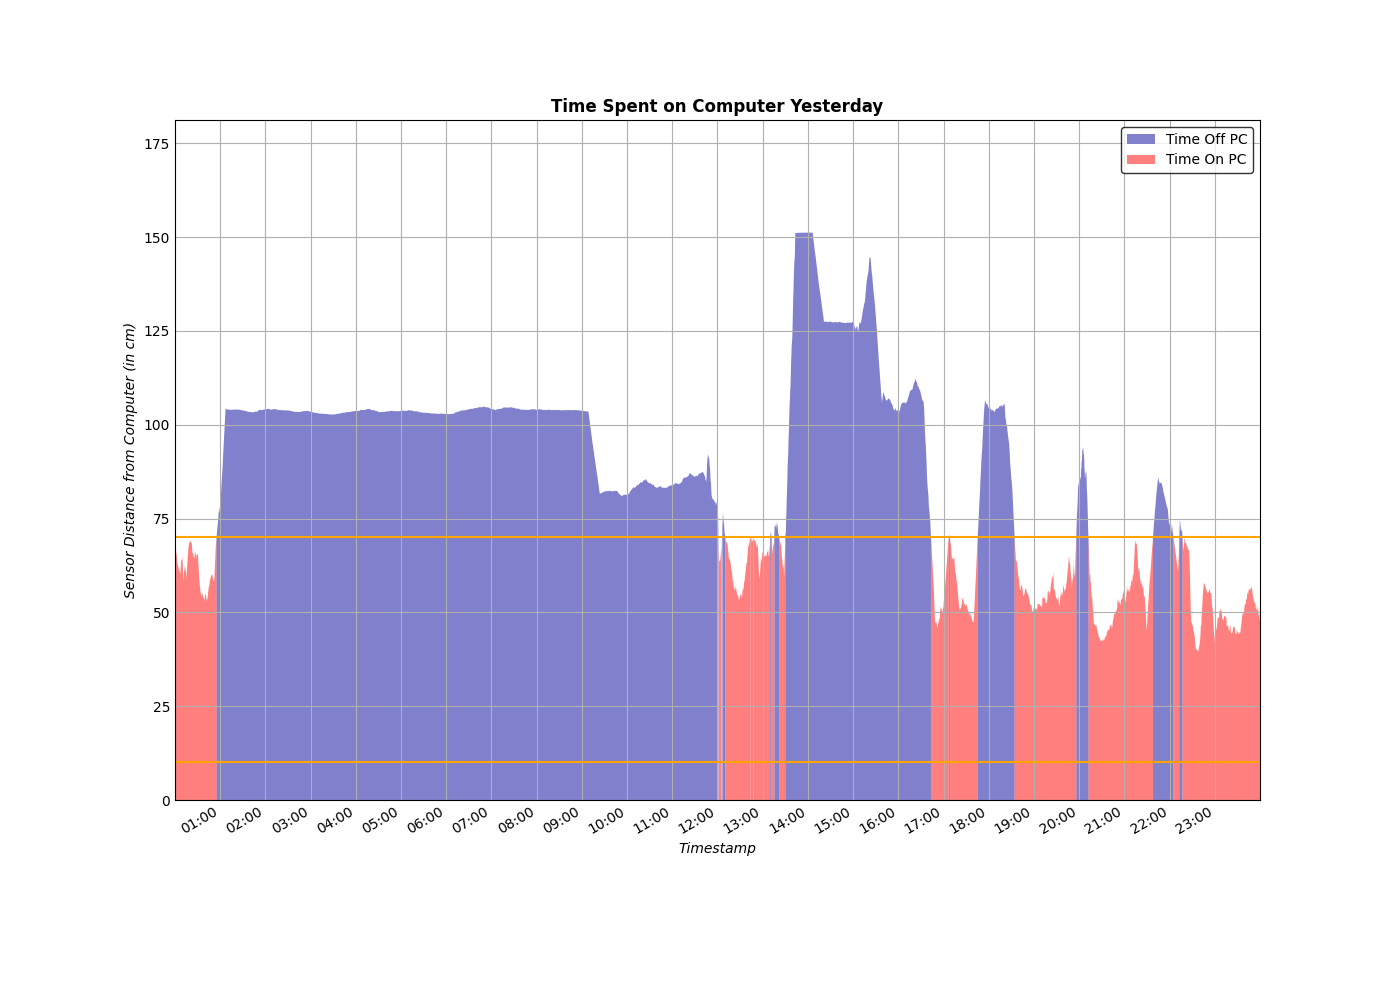 Time Spent on Computer Yesterday
Time Off PC
Time On PC
175
150
125
100
75
50
25
0
Sensor Distance from Computer (in cm)
01:00 02:00 03:00 04:00 05:00 06:00 07:00 08:00 09:00 10:00 11:00 12:00 13:00 14:00 15:00 16:00 17:00 18:00 19:00 20:00 21:00 22:00 23:00
Timestamp